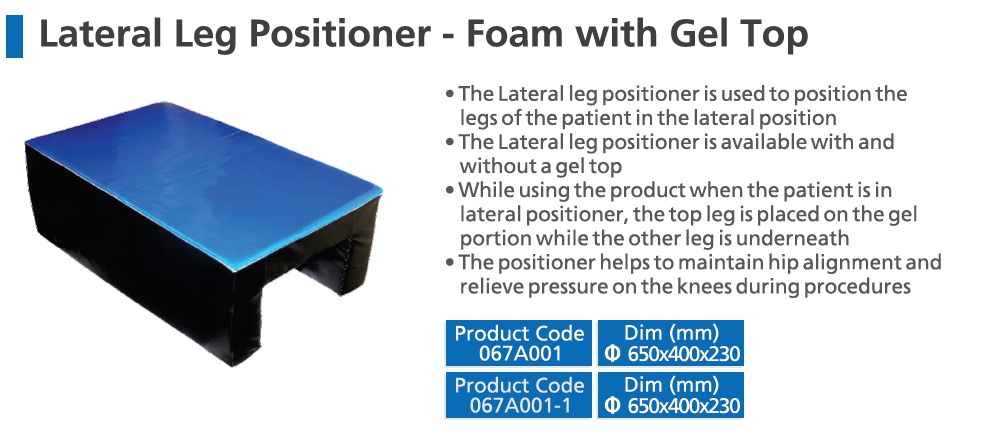 Lateral Leg Positioner - Foam with Gel Top
• The Lateral leg positioner is used to position the
legs of the patient in the lateral position
• The Lateral leg positioner is available with and
without a gel top
• While using the product when the patient is in
lateral positioner, the top leg is placed on the gel
portion while the other leg is underneath
• The positioner helps to maintain hip alignment and
relieve pressure on the knees during procedures
Product Code
067A001
Dim (mm)
Φ 650x400x230
Product Code
067A001-1
Dim (mm)
Φ 650x400x230